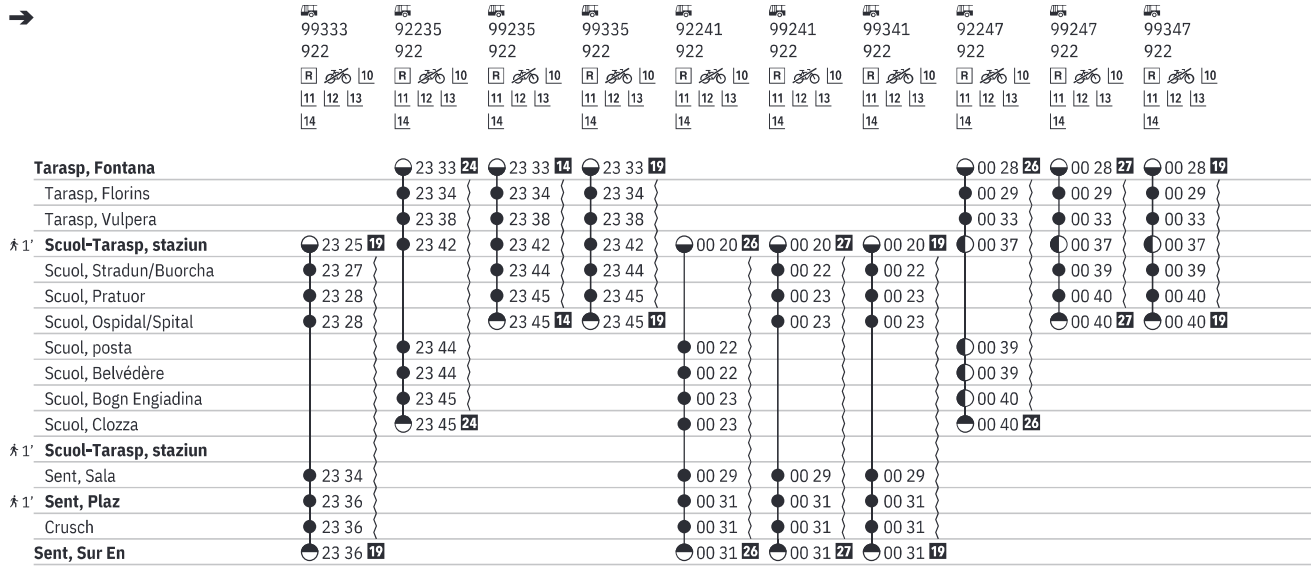 99333 92235 99235 99335 92241 99241 99341 92247 99247 99347
922 922 922 922 922 922 922 922 922 922
R 10 R 10 R 10 R 10 R 10 R 10 R 10 R 10 R 10 R 10
11 12 13 11 12 13 11 12 13 11 12 13 11 12 13 11 12 13 11 12 13 11 12 13 11 12 13 11 12 13
14 14 14 14 14 14 14 14 14 14
Tarasp, Fontana 23 33 24 23 33 14 23 33 19 00 28 26 00 28 27 00 28 19
Tarasp, Florins 23 34 23 34 23 34 00 29 00 29 00 29
Tarasp, Vulpera 23 38 23 38 23 38 00 33 00 33 00 33
1' Scuol-Tarasp, staziun 23 25 19 23 42 23 42 23 42 00 20 26 00 20 27 00 20 19 00 37 00 37 00 37
Scuol, Stradun/Buorcha 23 27 23 44 23 44 00 22 00 22 00 39 00 39
Scuol, Pratuor 23 28 23 45 23 45 00 23 00 23 00 40 00 40
Scuol, Ospidal/Spital 23 28 23 45 14 23 45 19 00 23 00 23 00 40 27 00 40 19
Scuol, posta 23 44 00 22 00 39
Scuol, Belvédère 23 44 00 22 00 39
Scuol, Bogn Engiadina 23 45 00 23 00 40
Scuol, Clozza 23 45 24 00 23 00 40 26
1' Scuol-Tarasp, staziun
Sent, Sala 23 34 00 29 00 29 00 29
1' Sent, Plaz 23 36 00 31 00 31 00 31
Crusch 23 36 00 31 00 31 00 31
Sent, Sur En 23 36 19 00 31 26 00 31 27 00 31 19